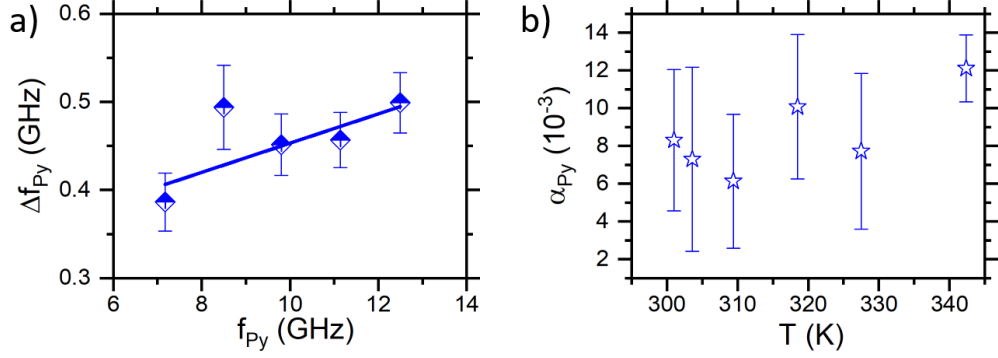 a)
0.6
0.5
0.4
0.3
Δf_Py (GHz)
6 8 10 12 14
f_Py (GHz)
b)
14
12
10
8
6
4
2
α_Py (10^-3)
300 310 320 330 340
T (K)